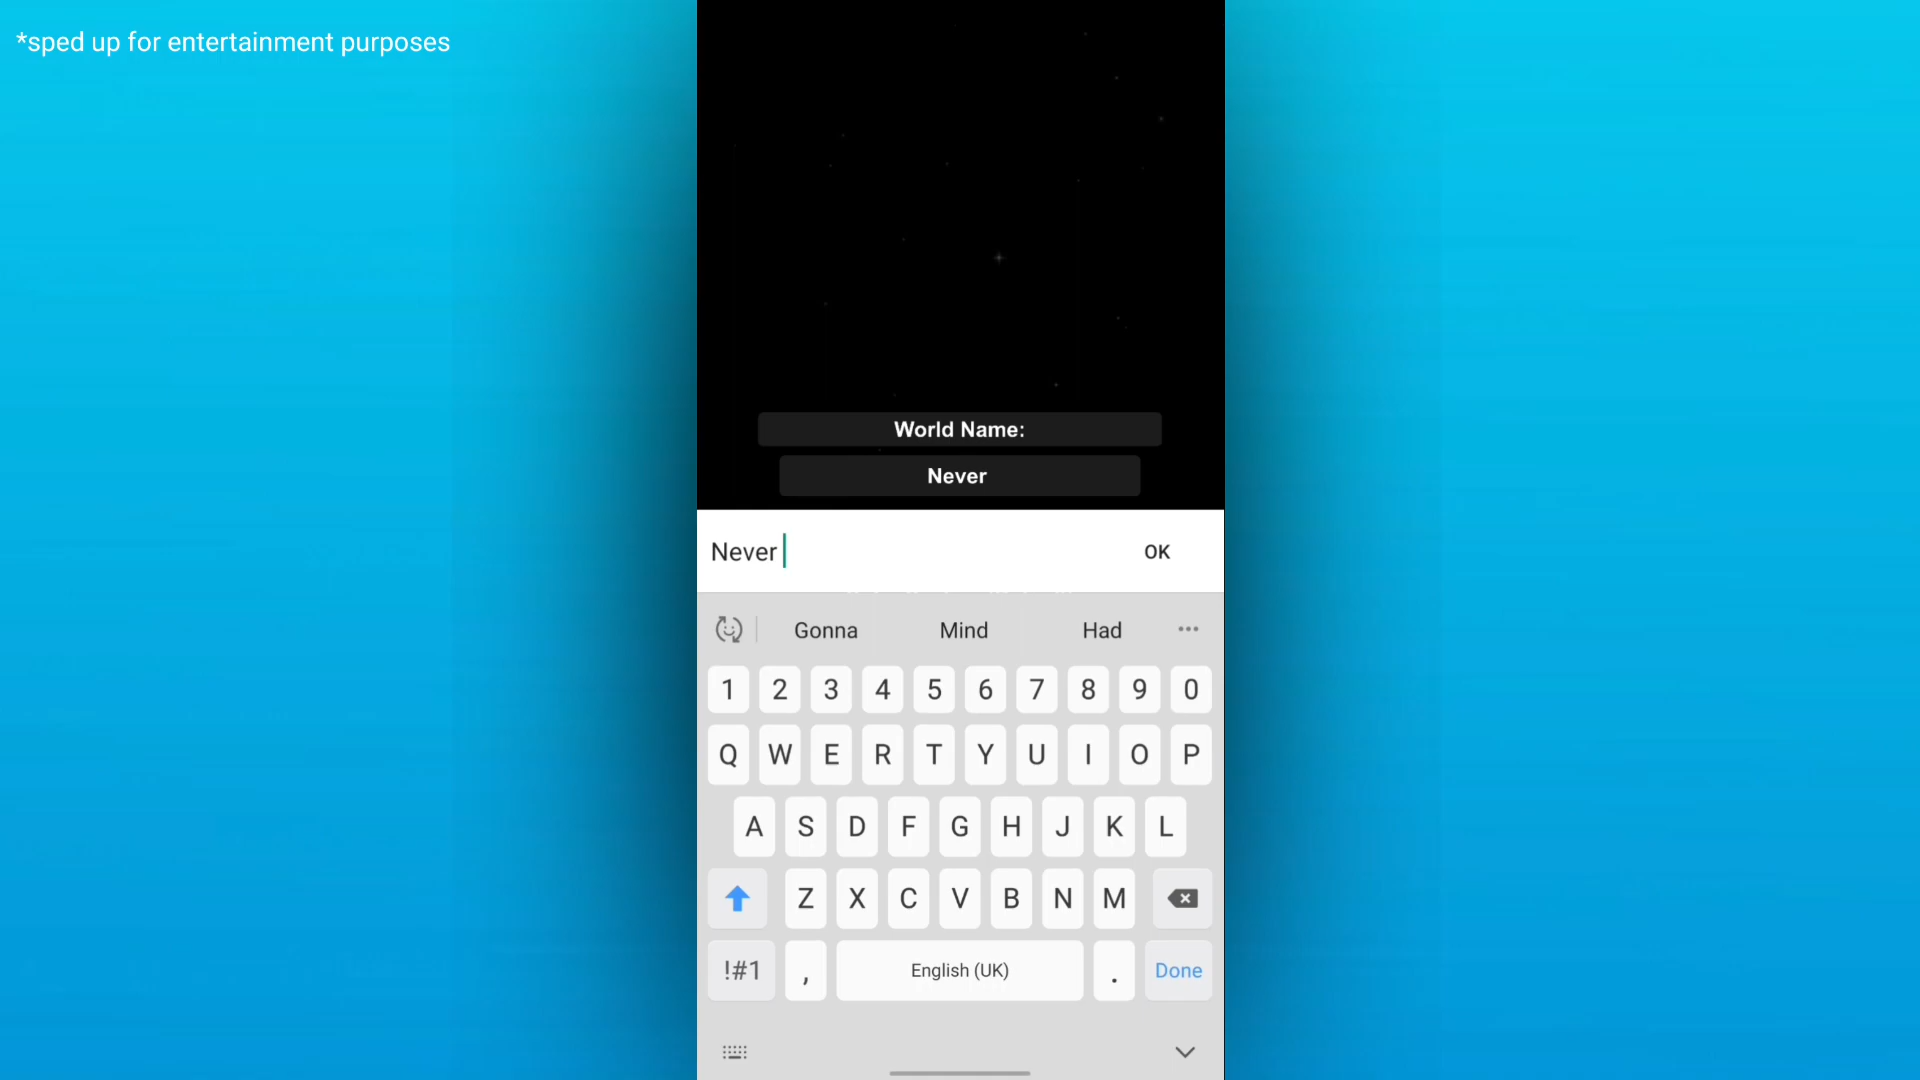 *sped up for entertainment purposes
World Name:
Never
Never
OK
Gonna Mind Had
1 2 3 4 5 6 7 8 9 0
Q W E R T Y U I O P
A S D F G H J K L
Z X C V B N M
!#1 , English (UK) . Done